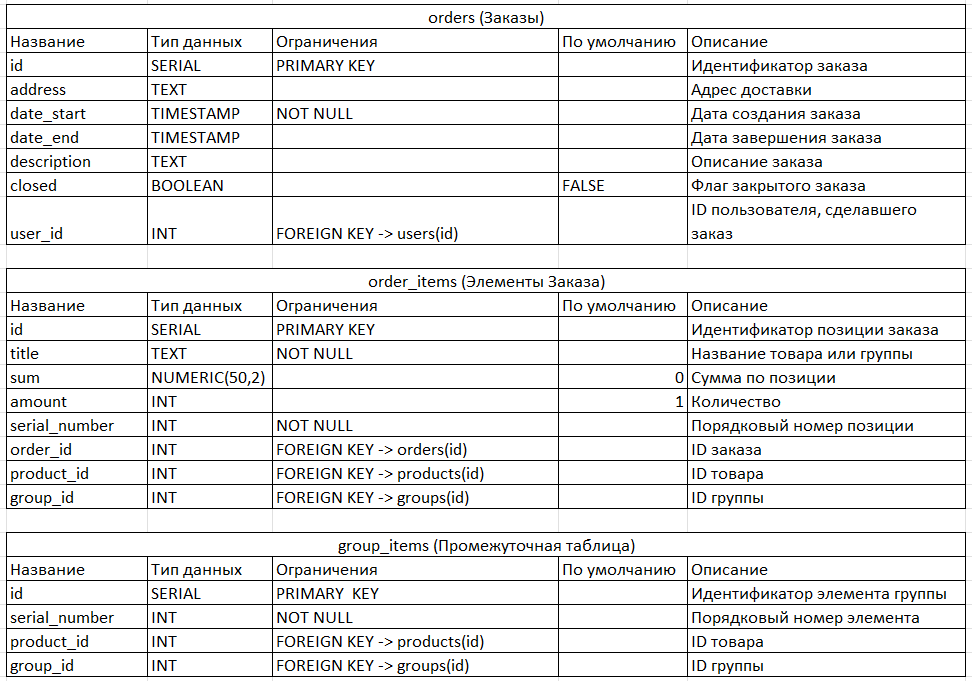 orders (Заказы)
Название Тип данных Ограничения По умолчанию Описание
id SERIAL PRIMARY KEY Идентификатор заказа
address TEXT Адрес доставки
date_start TIMESTAMP NOT NULL Дата создания заказа
date_end TIMESTAMP Дата завершения заказа
description TEXT Описание заказа
closed BOOLEAN FALSE Флаг закрытого заказа
user_id INT FOREIGN KEY -> users(id) ID пользователя, сделавшего
заказ
order_items (Элементы Заказа)
Название Тип данных Ограничения По умолчанию Описание
id SERIAL PRIMARY KEY Идентификатор позиции заказа
title TEXT NOT NULL Название товара или группы
sum NUMERIC(50,2) 0 Сумма по позиции
amount INT 1 Количество
serial_number INT NOT NULL Порядковый номер позиции
order_id INT FOREIGN KEY -> orders(id) ID заказа
product_id INT FOREIGN KEY -> products(id) ID товара
group_id INT FOREIGN KEY -> groups(id) ID группы
group_items (Промежуточная таблица)
Название Тип данных Ограничения По умолчанию Описание
id SERIAL PRIMARY  KEY Идентификатор элемента группы
serial_number INT NOT NULL Порядковый номер элемента
product_id INT FOREIGN KEY -> products(id) ID товара
group_id INT FOREIGN KEY -> groups(id) ID группы